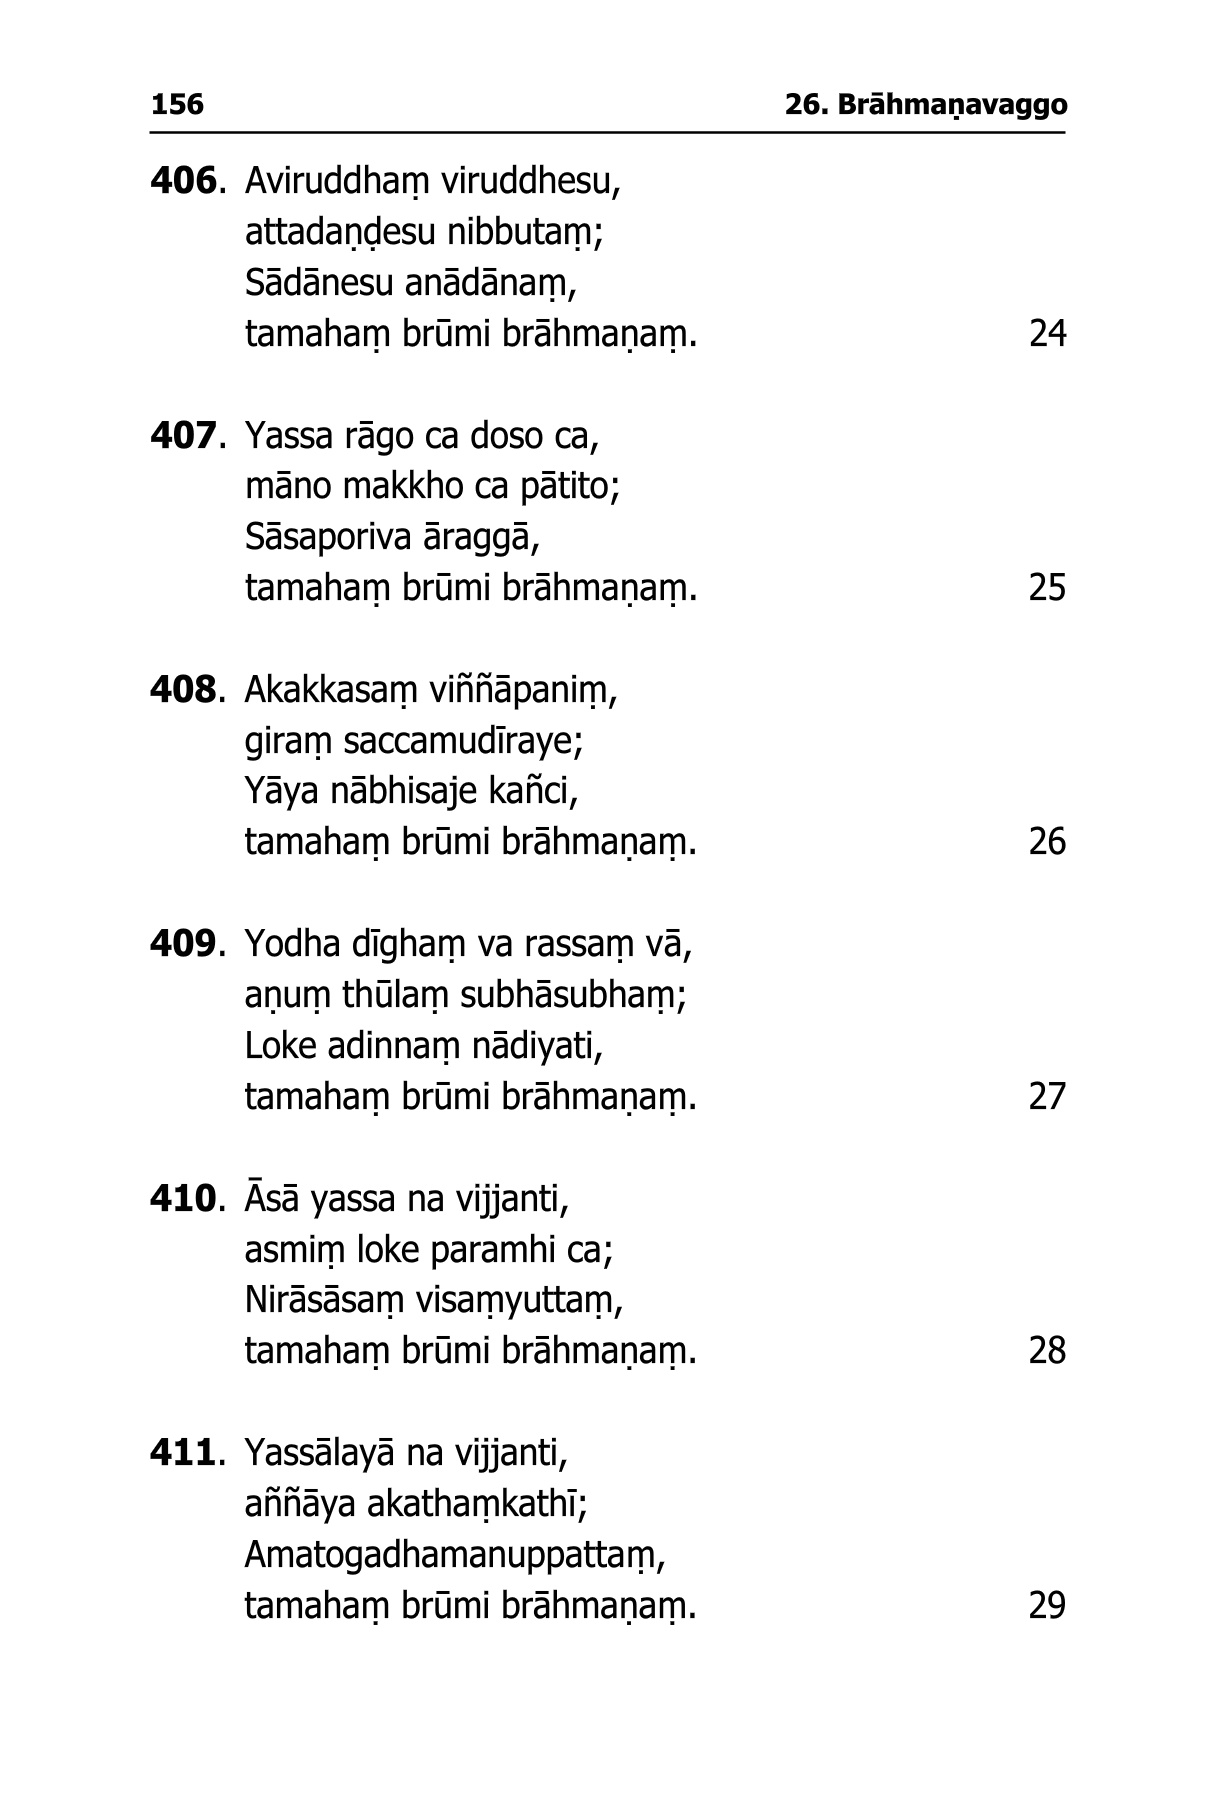 156 26. Brāhmaṇavaggo
406. Aviruddhaṃ viruddhesu,
attadaṇḍesu nibbutaṃ;
Sādānesu anādānaṃ,
tamahaṃ brūmi brāhmaṇaṃ. 24
407. Yassa rāgo ca doso ca,
māno makkho ca pātito;
Sāsaporiva āraggā,
tamahaṃ brūmi brāhmaṇaṃ. 25
408. Akakkasaṃ viññāpaniṃ,
giraṃ saccamudīraye;
Yāya nābhisaje kañci,
tamahaṃ brūmi brāhmaṇaṃ. 26
409. Yodha dīghaṃ va rassaṃ vā,
aṇuṃ thūlaṃ subhāsubhaṃ;
Loke adinnaṃ nādiyati,
tamahaṃ brūmi brāhmaṇaṃ. 27
410. Āsā yassa na vijjanti,
asmiṃ loke paramhi ca;
Nirāsāsaṃ visaṃyuttaṃ,
tamahaṃ brūmi brāhmaṇaṃ. 28
411. Yassālayā na vijjanti,
aññāya akathaṃkathī;
Amatogadhamanuppattaṃ,
tamahaṃ brūmi brāhmaṇaṃ. 29